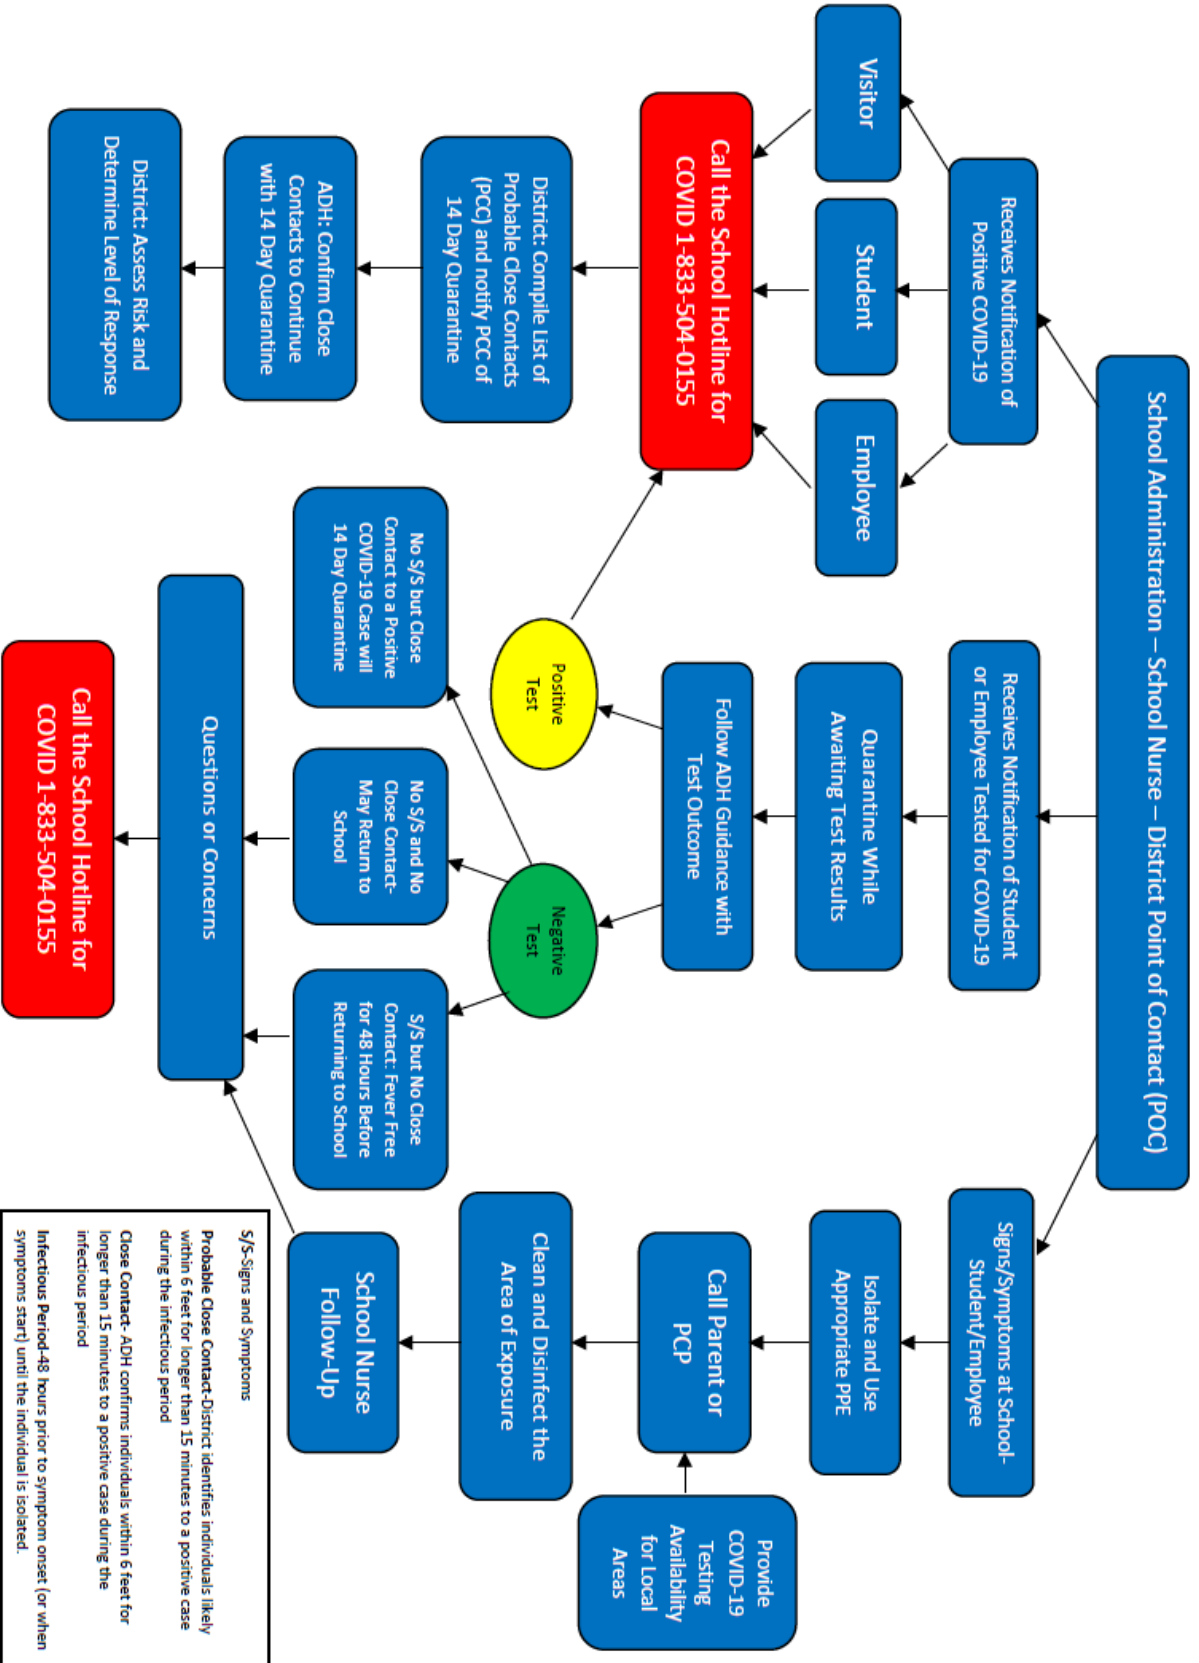 School Administration – School Nurse – District Point of Contact (POC)
Receives Notification of
Positive COVID-19
Visitor
Student
Employee
Call the School Hotline for
COVID 1-833-504-0155
District: Compile List of
Probable Close Contacts
(PCC) and notify PCC of
14 Day Quarantine
ADH: Confirm Close
Contacts to Continue
with 14 Day Quarantine
District: Assess Risk and
Determine Level of Response
Receives Notification of Student
or Employee Tested for COVID-19
Quarantine While
Awaiting Test Results
Follow ADH Guidance with
Test Outcome
Positive
Test
Negative
Test
No S/S but Close
Contact to a Positive
COVID-19 Case will
14 Day Quarantine
No S/S and No
Close Contact-
May Return to
School
S/S but No Close
Contact: Fever Free
for 48 Hours Before
Returning to School
Questions or Concerns
Call the School Hotline for
COVID 1-833-504-0155
Signs/Symptoms at School-
Student/Employee
Isolate and Use
Appropriate PPE
Call Parent or
PCP
Provide
COVID-19
Testing
Availability
for Local
Areas
Clean and Disinfect the
Area of Exposure
School Nurse
Follow-Up
S/S-Signs and Symptoms
Probable Close Contact-District identifies individuals likely
within 6 feet for longer than 15 minutes to a positive case
during the infectious period
Close Contact- ADH confirms individuals within 6 feet for
longer than 15 minutes to a positive case during the
infectious period
Infectious Period-48 hours prior to symptom onset (or when
symptoms start) until the individual is isolated.